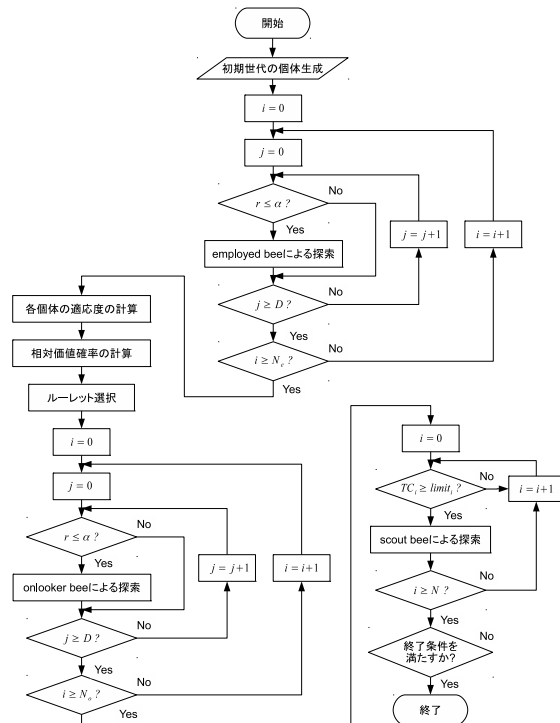 開始
初期世代の個体生成
i = 0
j = 0
r ≤ α ?
No
Yes
employed beeによる探索
j = j+1
i = i+1
j ≥ D ?
No
Yes
i ≥ Nₑ ?
No
Yes
各個体の適応度の計算
相対価値確率の計算
ルーレット選択
i = 0
j = 0
r ≤ α ?
No
Yes
onlooker beeによる探索
j = j+1
i = i+1
j ≥ D ?
No
Yes
i ≥ Nₒ ?
No
Yes
i = 0
TCᵢ ≥ limitᵢ ?
No
i = i+1
Yes
scout beeによる探索
i ≥ N ?
No
Yes
終了条件を
満たすか?
No
Yes
終了